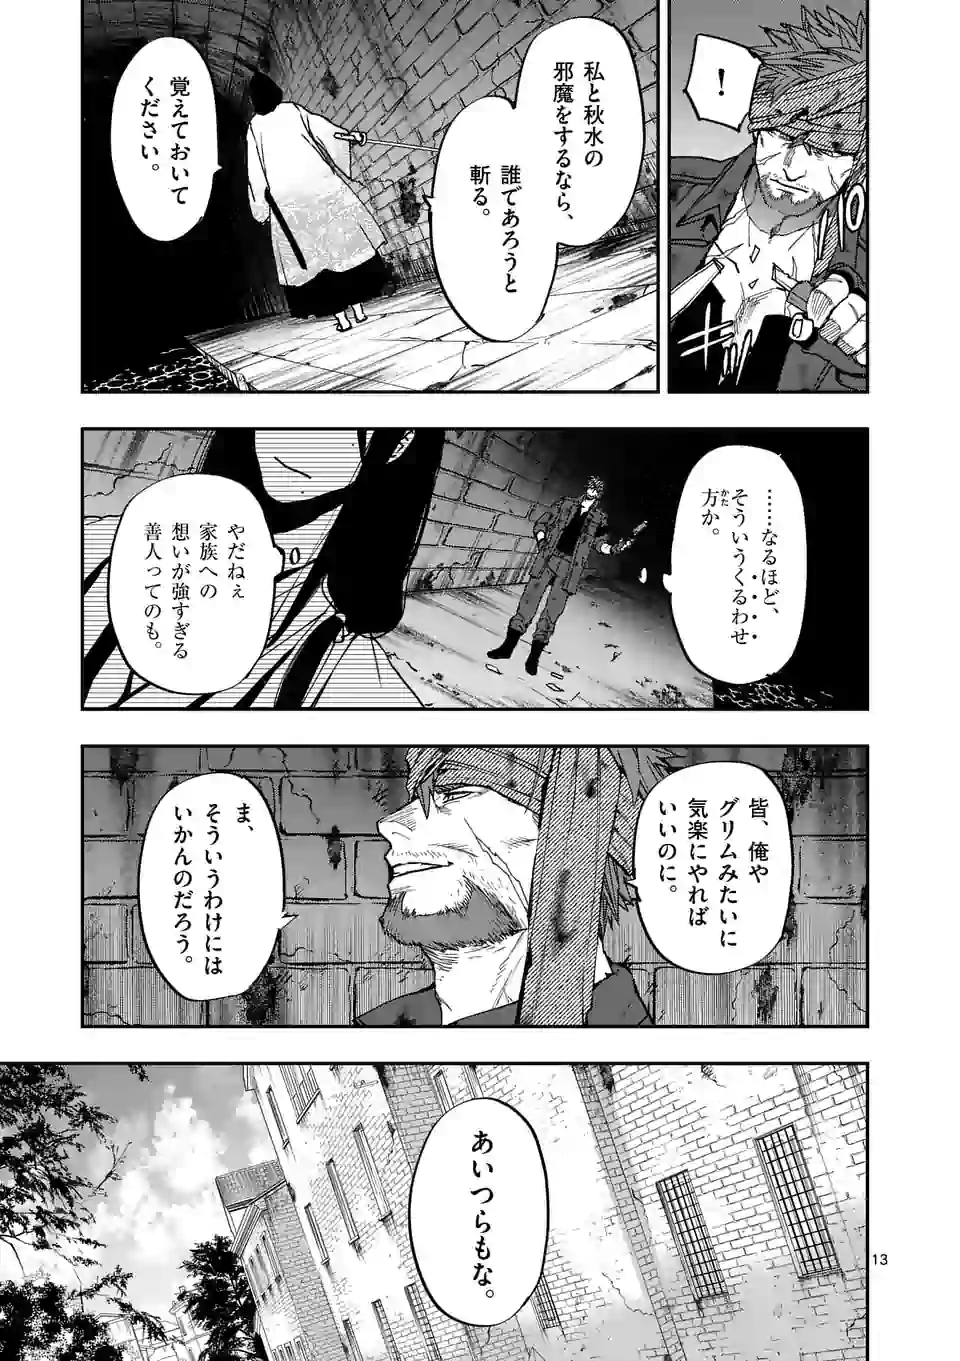 ！
私と秋水の
邪魔をするなら、
誰であろうと
斬る。
覚えておいて
ください。
……なるほど、
そういうくるわせ
方か。
かた
やだねぇ
家族への
想いが強すぎる
善人ってのも。
皆、俺や
グリムみたいに
気楽にやれば
いいのに。
ま、
そういうわけには
いかんのだろう。
あいつらもな。
13